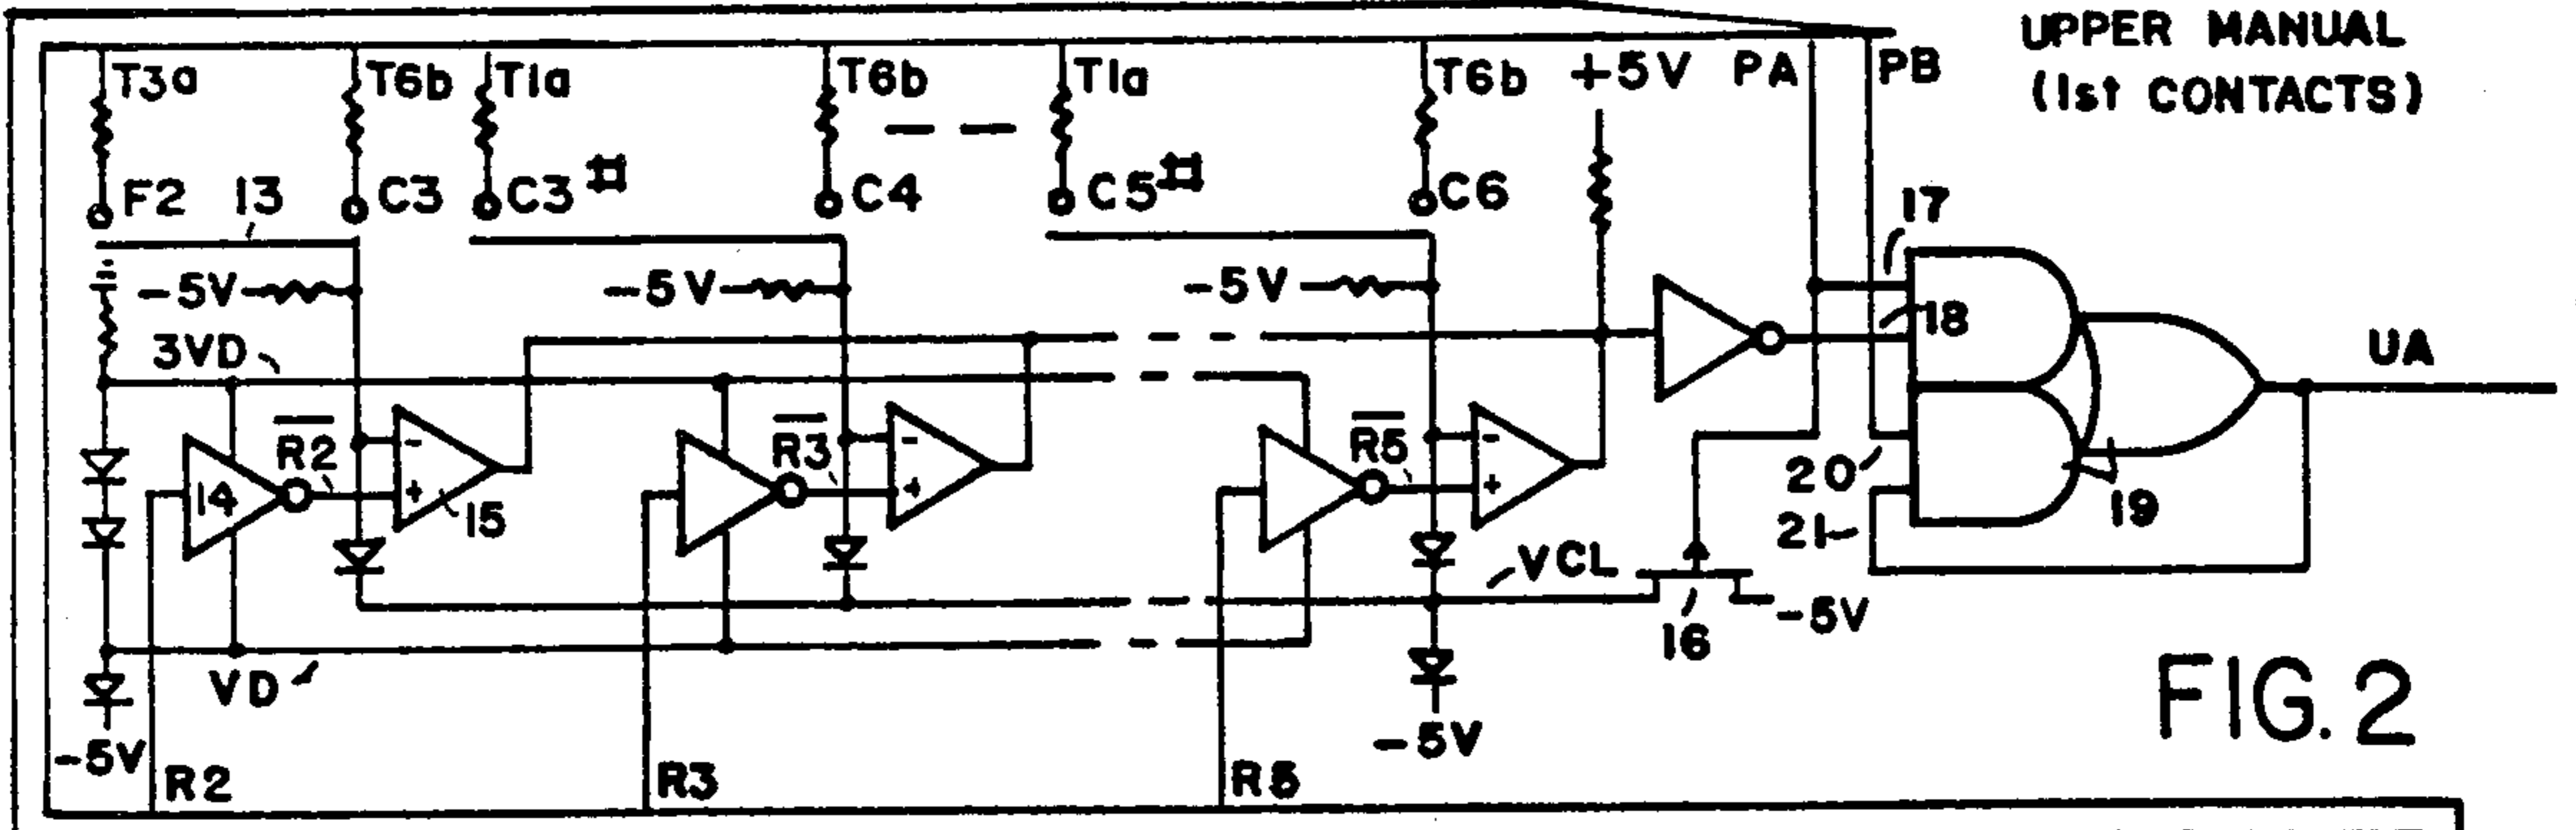 UPPER MANUAL
(1st CONTACTS)
T3a T6b T1a T6b T1a T6b +5V PA PB
F2 13 C3 C3# C4 C5# C6
17
-5V -5V -5V
18
3VD
UA
R2 R3 R5
- - -
14 + 15 + +
20 19
21
VCL
-5V
16
VD
-5V -5V
R2 R3 R5
FIG. 2